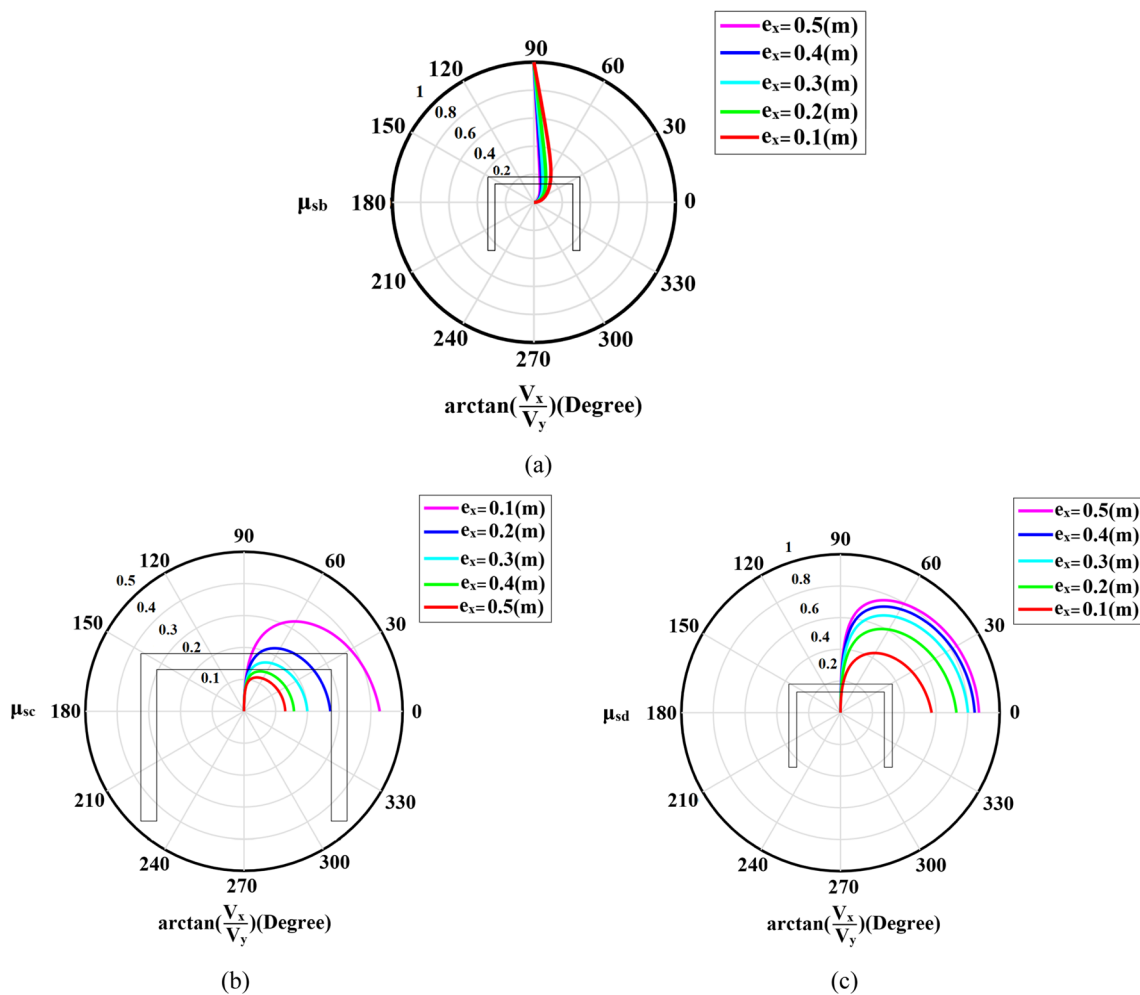 eₓ= 0.5(m)
eₓ= 0.4(m)
eₓ= 0.3(m)
eₓ= 0.2(m)
eₓ= 0.1(m)
90
120
60
1
0.8
150
30
0.6
0.4
0.2
μsb
180
0
210
330
240
300
270
arctan(Vx/Vy)(Degree)
(a)
eₓ= 0.1(m)
eₓ= 0.2(m)
eₓ= 0.3(m)
eₓ= 0.4(m)
eₓ= 0.5(m)
90
120
60
0.5
0.4
150
30
0.3
0.2
0.1
μsc
180
0
210
330
240
300
270
arctan(Vx/Vy)(Degree)
(b)
eₓ= 0.5(m)
eₓ= 0.4(m)
eₓ= 0.3(m)
eₓ= 0.2(m)
eₓ= 0.1(m)
90
120
60
1
0.8
150
30
0.6
0.4
0.2
μsd
180
0
210
330
240
300
270
arctan(Vx/Vy)(Degree)
(c)